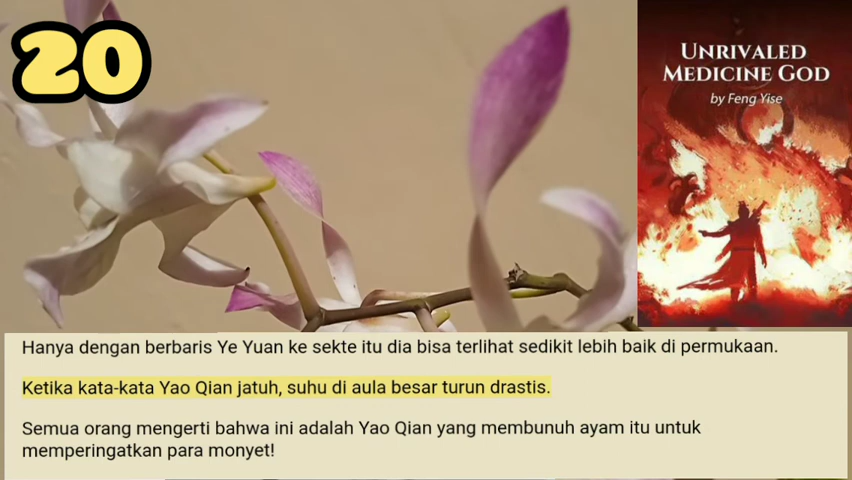 20
UNRIVALED
MEDICINE GOD
by Feng Yise
Hanya dengan berbaris Ye Yuan ke sekte itu dia bisa terlihat sedikit lebih baik di permukaan.
Ketika kata-kata Yao Qian jatuh, suhu di aula besar turun drastis.
Semua orang mengerti bahwa ini adalah Yao Qian yang membunuh ayam itu untuk
memperingatkan para monyet!